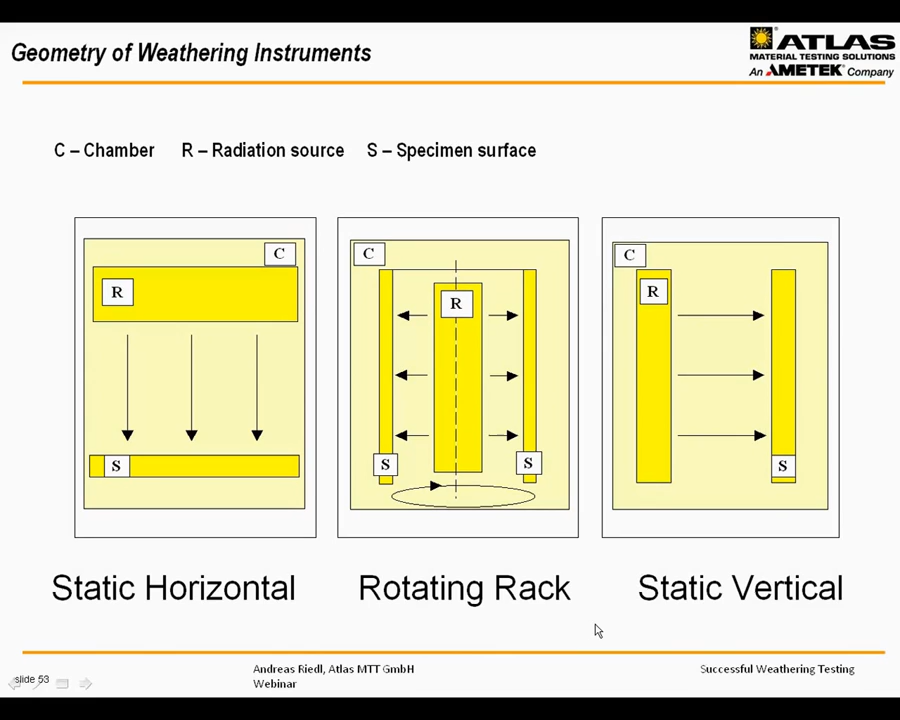 Geometry of Weathering Instruments
ATLAS
MATERIAL TESTING SOLUTIONS
An AMETEK® Company
C – Chamber R – Radiation source S – Specimen surface
C
R
S
C
R
S
S
C
R
S
Static Horizontal
Rotating Rack
Static Vertical
slide 53
Andreas Riedl, Atlas MTT GmbH
Webinar
Successful Weathering Testing